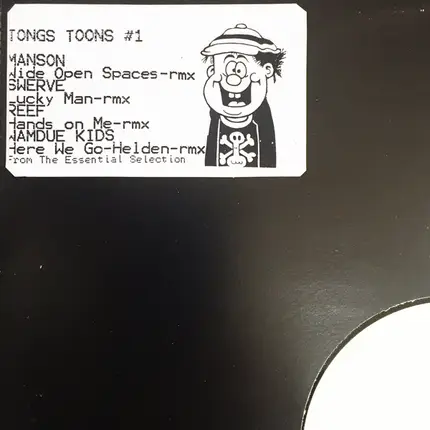 TONGS TOONS #1
MANSON
Wide Open Spaces-rmx
SWERVE
Lucky Man-rmx
REEF
Hands on Me-rmx
WAMDUE KIDS
Here We Go-Helden-rmx
From The Essential Selection